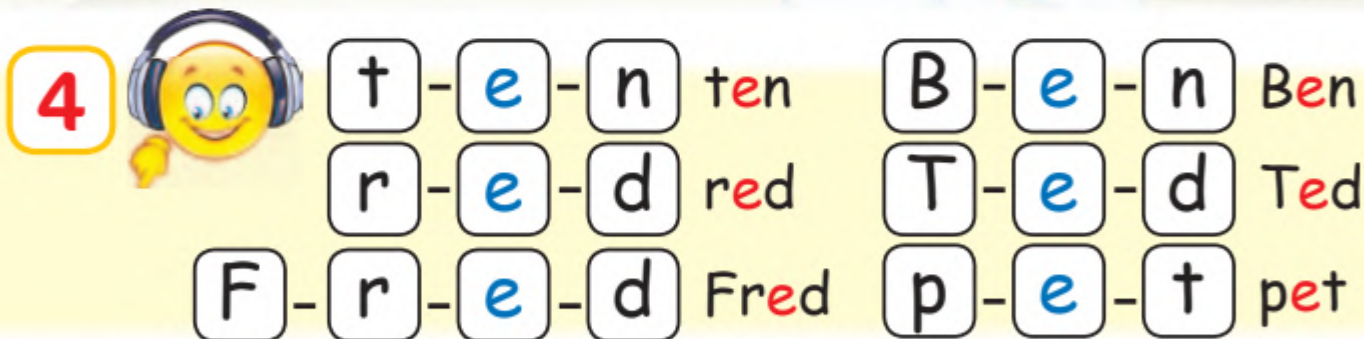 4 t-e-n ten B-e-n Ben
r-e-d red T-e-d Ted
F-r-e-d Fred p-e-t pet